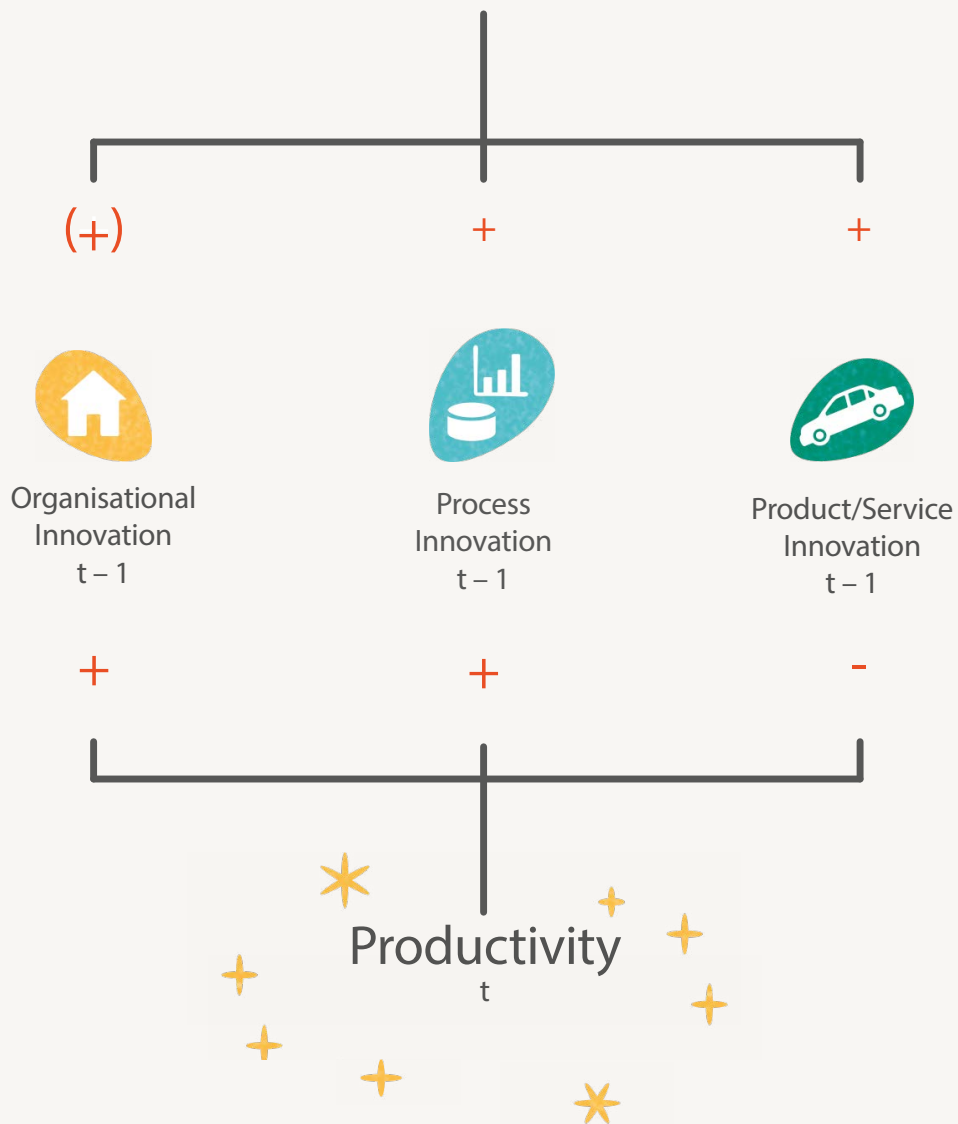 (+) + +
Organisational
Innovation
t – 1
Process
Innovation
t – 1
Product/Service
Innovation
t – 1
+ + -
Productivity
t